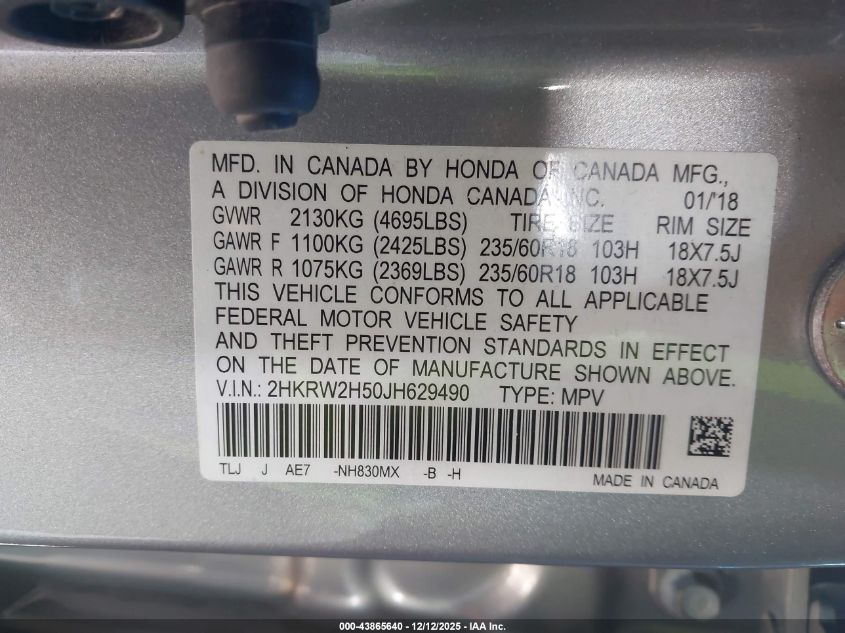 MFD. IN CANADA BY HONDA OF CANADA MFG.,
A DIVISION OF HONDA CANADA INC. 01/'18
GVWR 2130KG (4695LBS) TIRE SIZE RIM SIZE
GAWR F 1100KG (2425LBS) 235/60R18 103H 18X7.5J
GAWR R 1075KG (2369LBS) 235/60R18 103H 18X7.5J
THIS VEHICLE CONFORMS TO ALL APPLICABLE
FEDERAL MOTOR VEHICLE SAFETY
AND THEFT PREVENTION STANDARDS IN EFFECT
ON THE DATE OF MANUFACTURE SHOWN ABOVE.
V.I.N.: 2HKRW2H50JH629490 TYPE: MPV
TLJ J AE7 -NH830MX -B -H
MADE IN CANADA
000-43865640 - 12/12/2025 - IAA Inc.